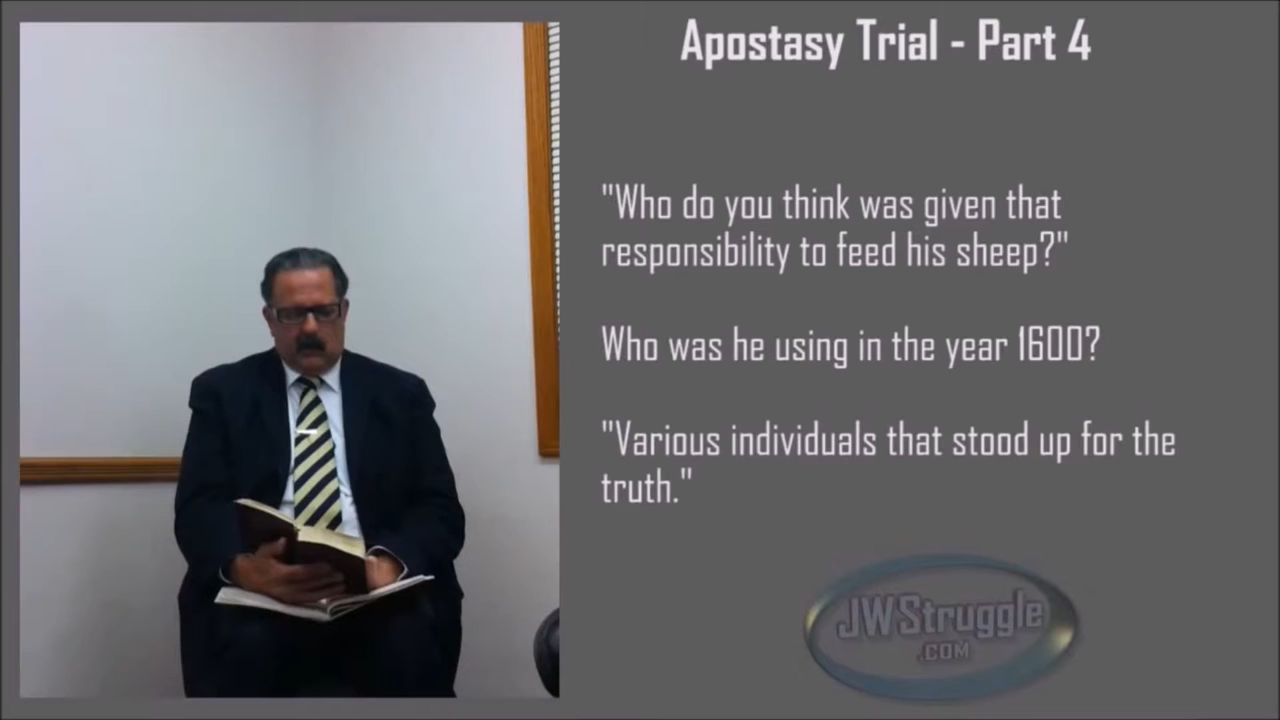 Apostasy Trial - Part 4
"Who do you think was given that
responsibility to feed his sheep?"
Who was he using in the year 1600?
"Various individuals that stood up for the
truth."
JWStruggle
.COM